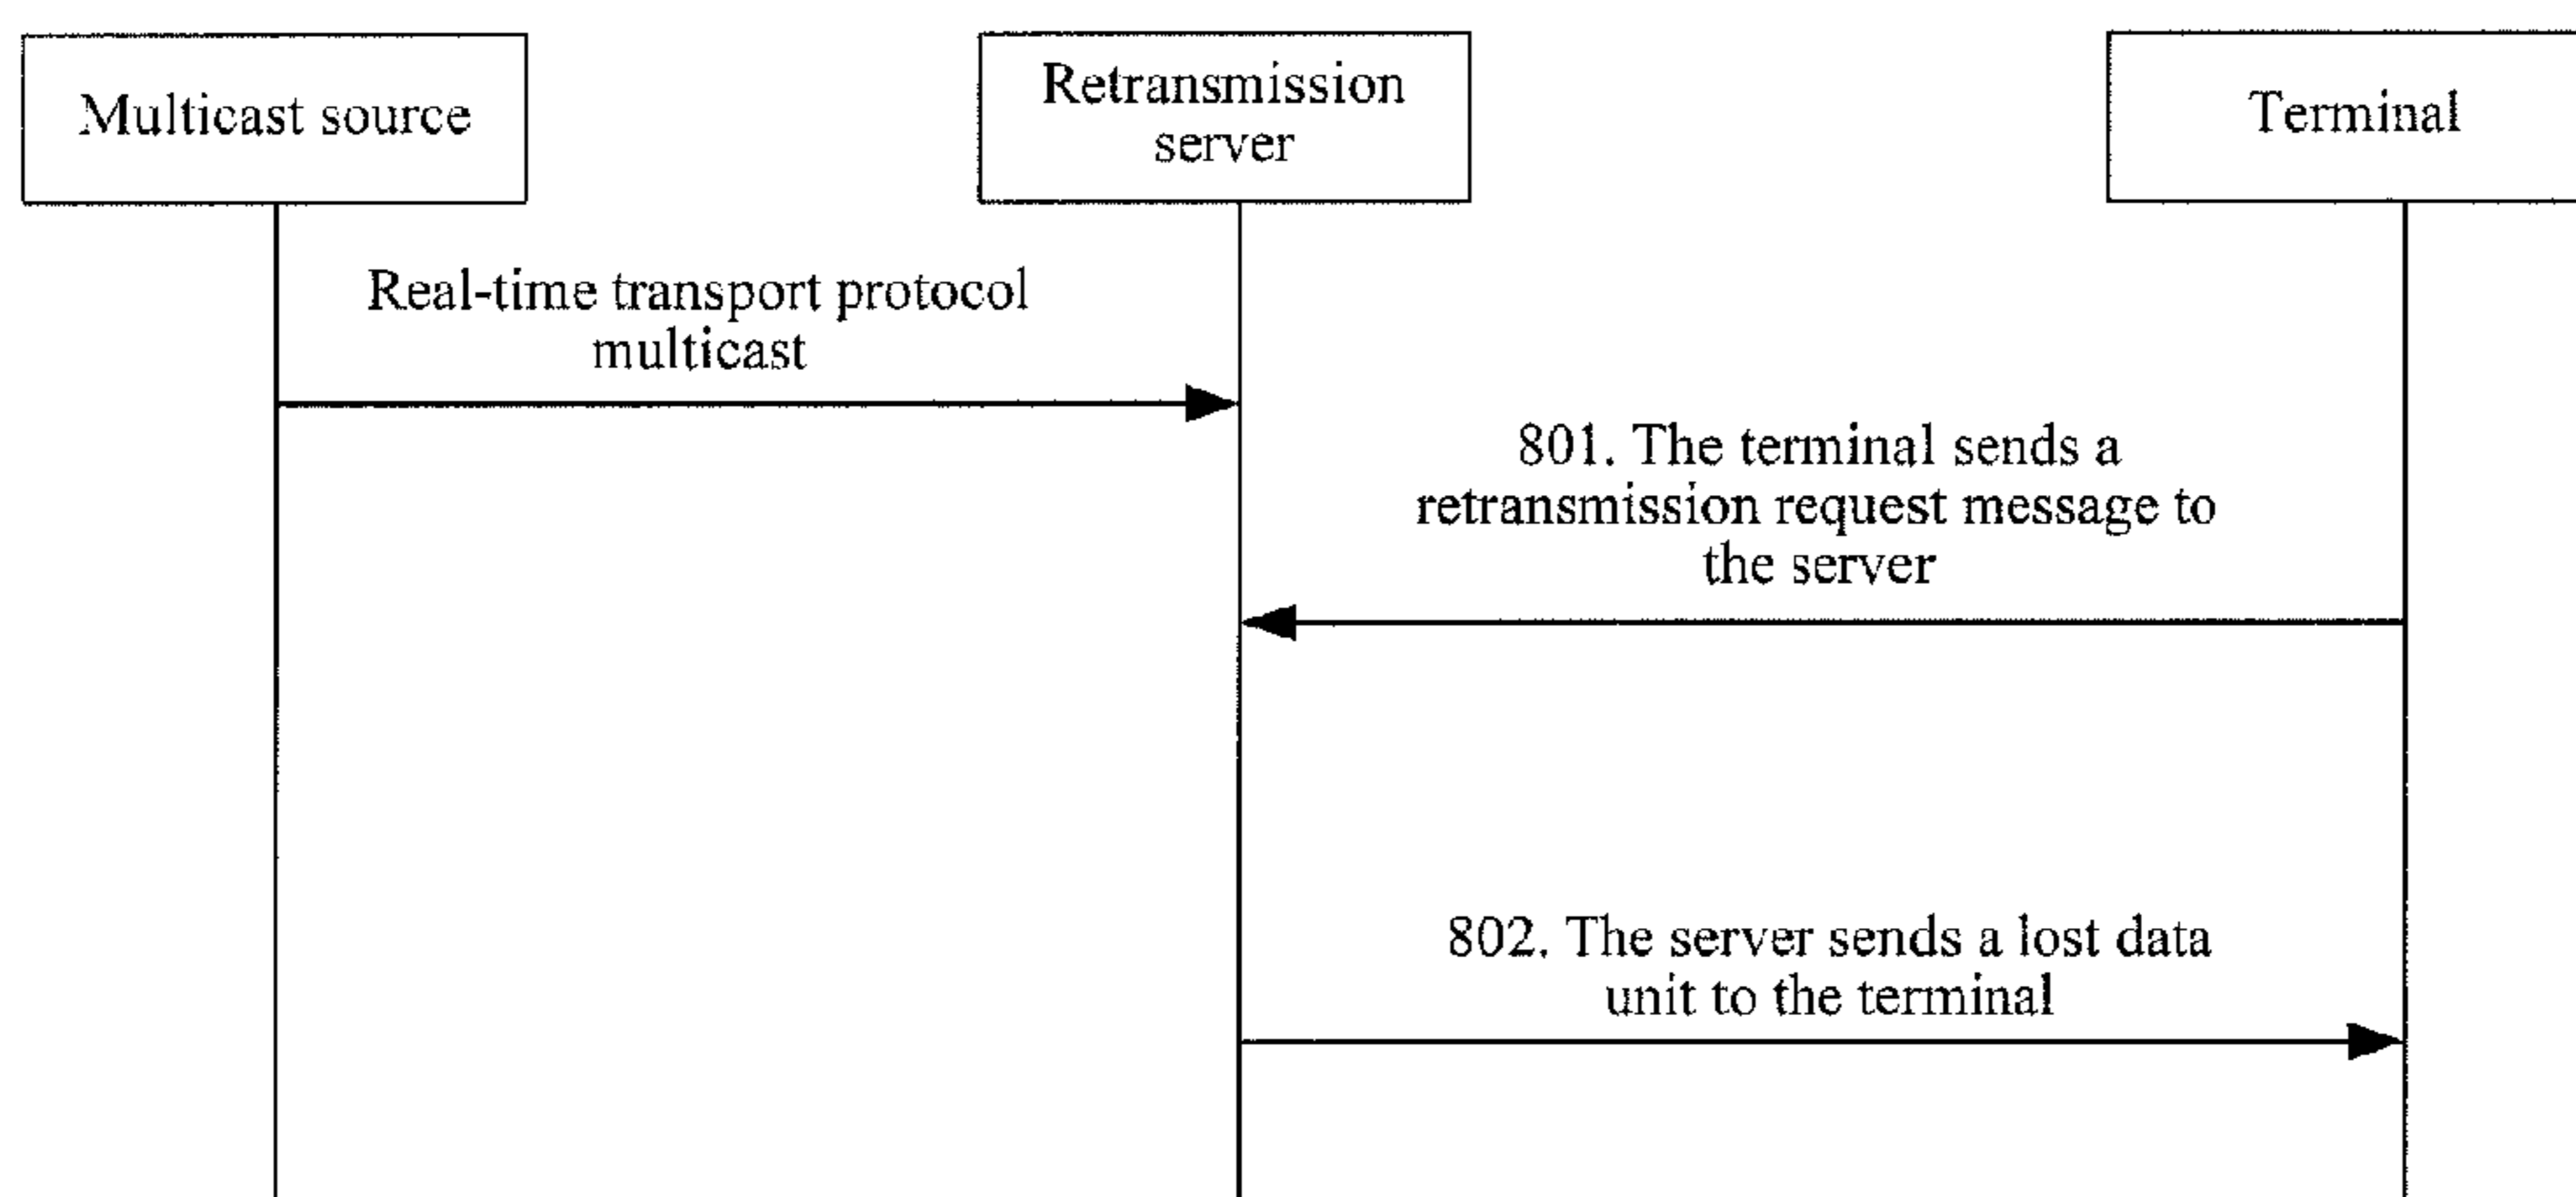 Multicast source
Retransmission
server
Terminal
Real-time transport protocol
multicast
801. The terminal sends a
retransmission request message to
the server
802. The server sends a lost data
unit to the terminal